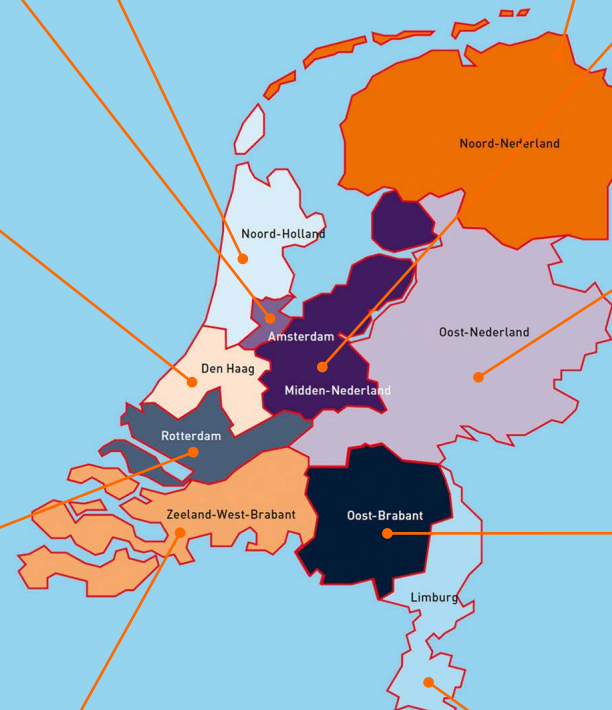 Noord-Nederland
Noord-Holland
Oost-Nederland
Amsterdam
Den Haag
Midden-Nederland
Rotterdam
Zeeland-West-Brabant
Oost-Brabant
Limburg